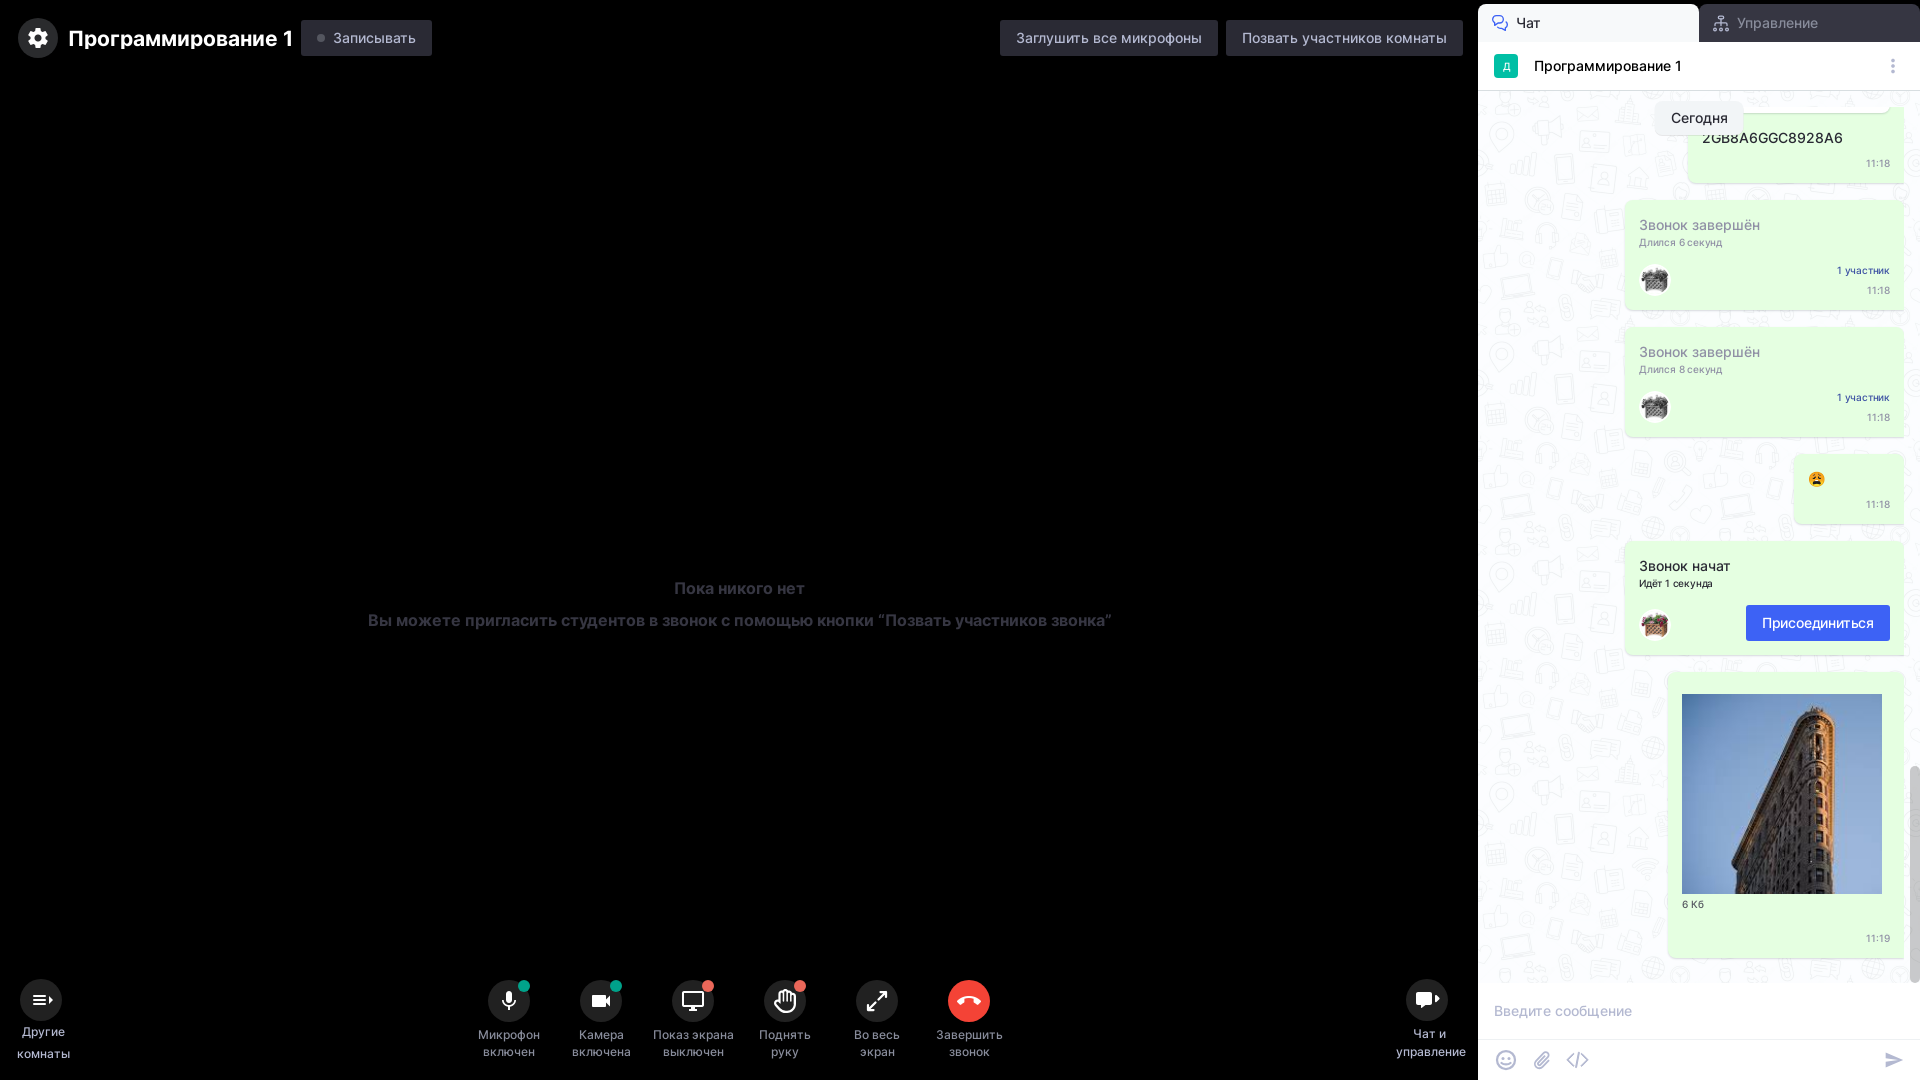 Программирование 1
Записывать
Заглушить все микрофоны
Позвать участников комнаты
Пока никого нет
Вы можете пригласить студентов в звонок с помощью кнопки “Позвать участников звонка”
Другие
комнаты
Микрофон
включен
Камера
включена
Показ экрана
выключен
Поднять
руку
Во весь
экран
Завершить
звонок
Чат и
управление
Чат
Управление
Д
Программирование 1
Сегодня
2GB8A6GGC8928A6
11:18
Звонок завершён
Длился 6 секунд
1 участник
11:18
Звонок завершён
Длился 8 секунд
1 участник
11:18
11:18
Звонок начат
Идёт 1 секунда
Присоединиться
6 Кб
11:19
Введите сообщение